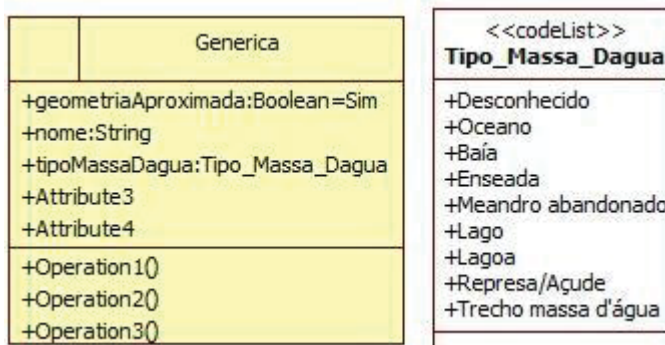 Generica
+geometriaAproximada:Boolean=Sim
+nome:String
+tipoMassaDagua:Tipo_Massa_Dagua
+Attribute3
+Attribute4
+Operation1()
+Operation2()
+Operation3()
<<codeList>>
Tipo_Massa_Dagua
+Desconhecido
+Oceano
+Baía
+Enseada
+Meandro abandonado
+Lago
+Lagoa
+Represa/Açude
+Trecho massa d'água